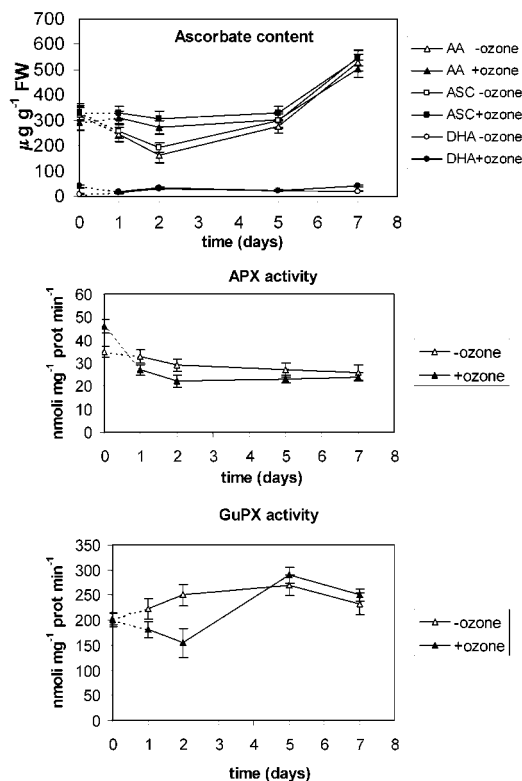 Ascorbate content
700
600
500
400
300
200
100
0
µg g-1 FW
0 1 2 3 4 5 6 7 8
time (days)
AA -ozone
AA +ozone
ASC -ozone
ASC+ozone
DHA -ozone
DHA+ozone
APX activity
60
50
40
30
20
10
0
nmoli mg-1 prot min-1
0 1 2 3 4 5 6 7 8
time (days)
-ozone
+ozone
GuPX activity
350
300
250
200
150
100
50
0
nmoli mg-1 prot min-1
0 1 2 3 4 5 6 7 8
time (days)
-ozone
+ozone